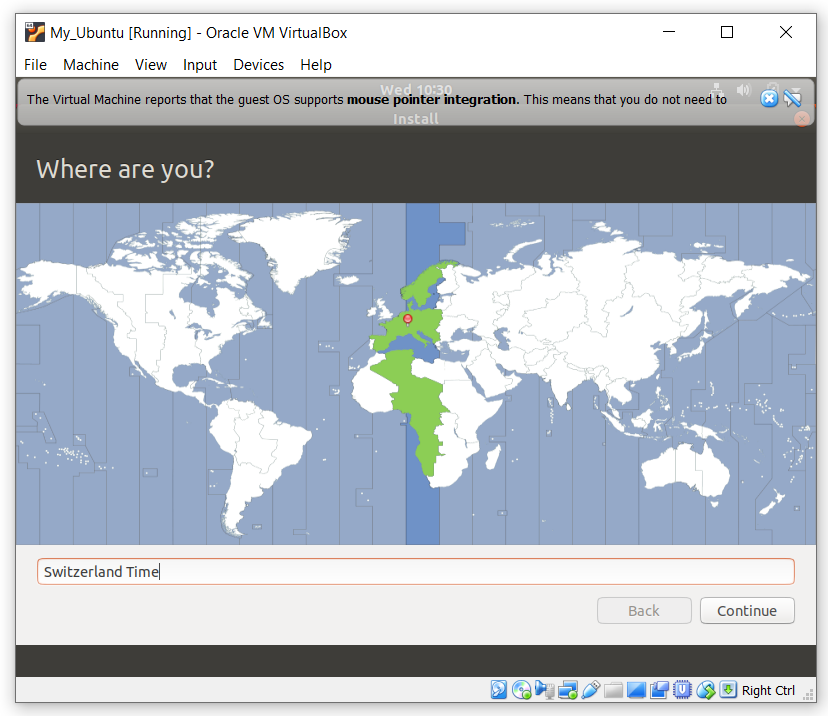 My_Ubuntu [Running] - Oracle VM VirtualBox
File Machine View Input Devices Help
Wed 10:30
The Virtual Machine reports that the guest OS supports mouse pointer integration. This means that you do not need to
Install
Where are you?
Switzerland Time
Back Continue
Right Ctrl